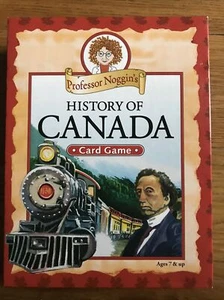 Professor Noggin's
HISTORY OF
CANADA
• Card Game •
Ages 7 & up